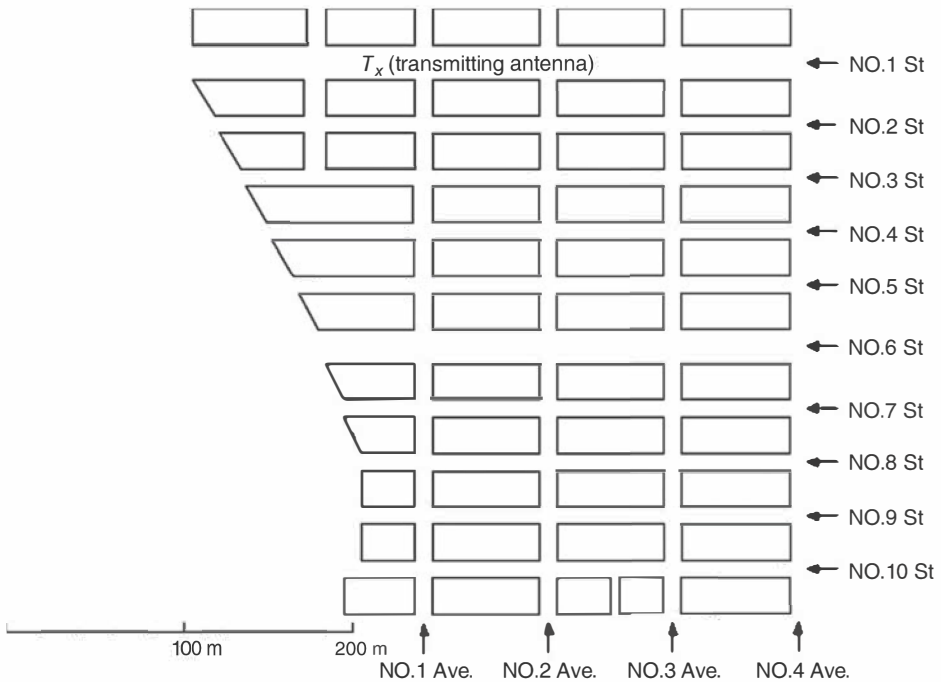 T_x (transmitting antenna)
NO.1 St
NO.2 St
NO.3 St
NO.4 St
NO.5 St
NO.6 St
NO.7 St
NO.8 St
NO.9 St
NO.10 St
100 m
200 m
NO.1 Ave.
NO.2 Ave.
NO.3 Ave.
NO.4 Ave.